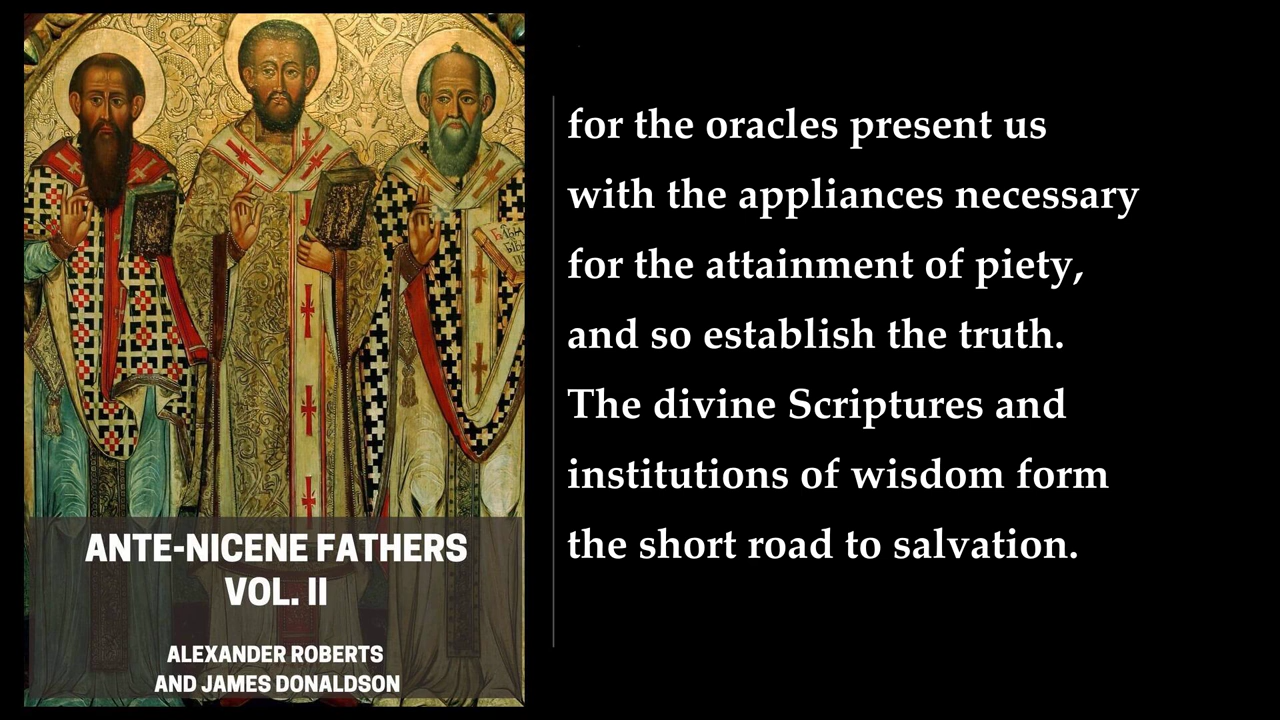 ANTE-NICENE FATHERS
VOL. II
ALEXANDER ROBERTS
AND JAMES DONALDSON
for the oracles present us
with the appliances necessary
for the attainment of piety,
and so establish the truth.
The divine Scriptures and
institutions of wisdom form
the short road to salvation.